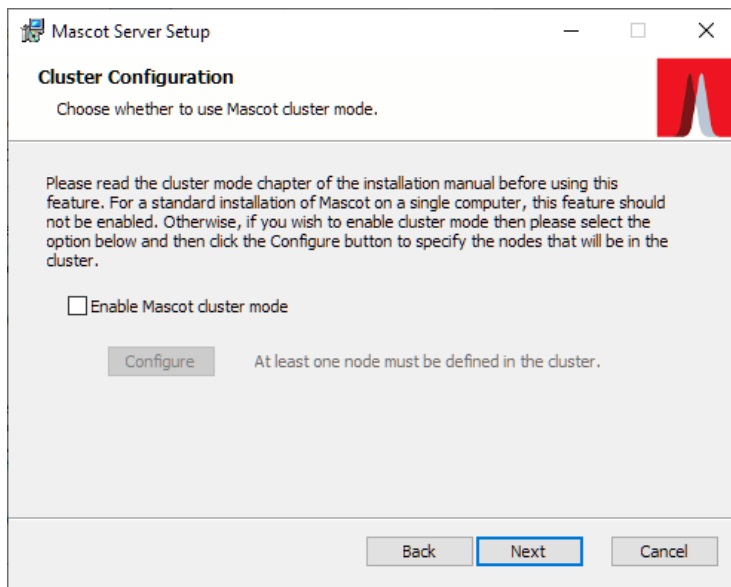 Mascot Server Setup
Cluster Configuration
Choose whether to use Mascot cluster mode.
Please read the cluster mode chapter of the installation manual before using this
feature. For a standard installation of Mascot on a single computer, this feature should
not be enabled. Otherwise, if you wish to enable cluster mode then please select the
option below and then click the Configure button to specify the nodes that will be in the
cluster.
Enable Mascot cluster mode
Configure At least one node must be defined in the cluster.
Back Next Cancel